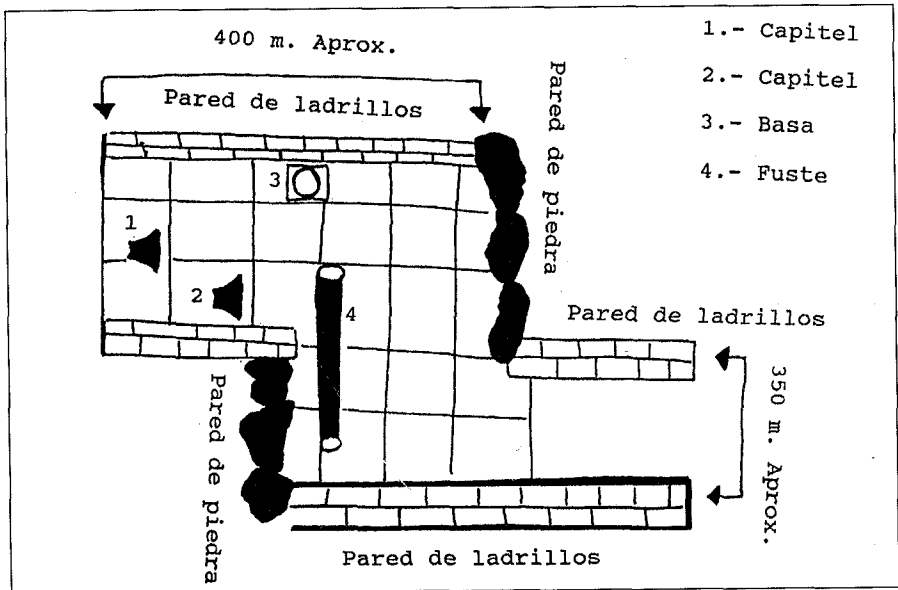 400 m. Aprox.
Pared de ladrillos
1.- Capitel
2.- Capitel
3.- Basa
4.- Fuste
Pared de piedra
3
1
2
4
Pared de ladrillos
350 m. Aprox.
Pared de piedra
Pared de ladrillos